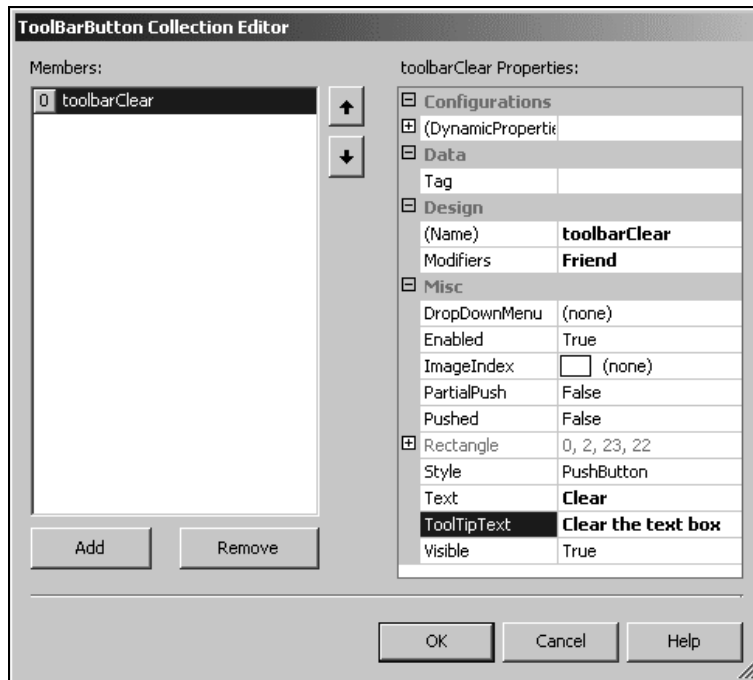 ToolBarButton Collection Editor
Members:
0 toolbarClear
toolbarClear Properties:
Configurations
(DynamicPropertie
Data
Tag
Design
(Name) toolbarClear
Modifiers Friend
Misc
DropDownMenu (none)
Enabled True
ImageIndex (none)
PartialPush False
Pushed False
Rectangle 0, 2, 23, 22
Style PushButton
Text Clear
ToolTipText Clear the text box
Visible True
Add Remove
OK Cancel Help